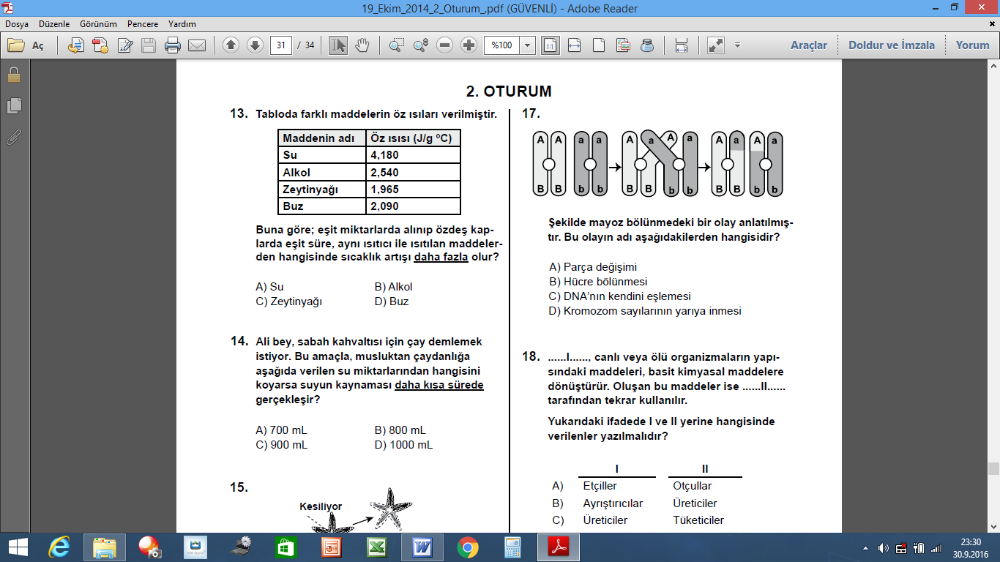 19_Ekim_2014_2_Oturum_.pdf (GÜVENLİ) - Adobe Reader
Dosya Düzenle Görünüm Pencere Yardım
Aç 31 / 34 %100 Araçlar Doldur ve İmzala Yorum
2. OTURUM
13. Tabloda farklı maddelerin öz ısıları verilmiştir.
Maddenin adı Öz ısısı (J/g ºC)
Su 4,180
Alkol 2,540
Zeytinyağı 1,965
Buz 2,090
Buna göre; eşit miktarlarda alınıp özdeş kap-
larda eşit süre, aynı ısıtıcı ile ısıtılan maddeler-
den hangisinde sıcaklık artışı daha fazla olur?
A) Su B) Alkol
C) Zeytinyağı D) Buz
14. Ali bey, sabah kahvaltısı için çay demlemek
istiyor. Bu amaçla, musluktan çaydanlığa
aşağıda verilen su miktarlarından hangisini
koyarsa suyun kaynaması daha kısa sürede
gerçekleşir?
A) 700 mL B) 800 mL
C) 900 mL D) 1000 mL
15.
Kesiliyor
17.
A A a a A a A a A a A a
B B b b B B b b B B b b
Şekilde mayoz bölünmedeki bir olay anlatılmış-
tır. Bu olayın adı aşağıdakilerden hangisidir?
A) Parça değişimi
B) Hücre bölünmesi
C) DNA'nın kendini eşlemesi
D) Kromozom sayılarının yarıya inmesi
18. ......I......, canlı veya ölü organizmaların yapı-
sındaki maddeleri, basit kimyasal maddelere
dönüştürür. Oluşan bu maddeler ise ......II......
tarafından tekrar kullanılır.
Yukarıdaki ifadede I ve II yerine hangisinde
verilenler yazılmalıdır?
I II
A) Etçiller Otçullar
B) Ayrıştırıcılar Üreticiler
C) Üreticiler Tüketiciler
23:30
30.9.2016